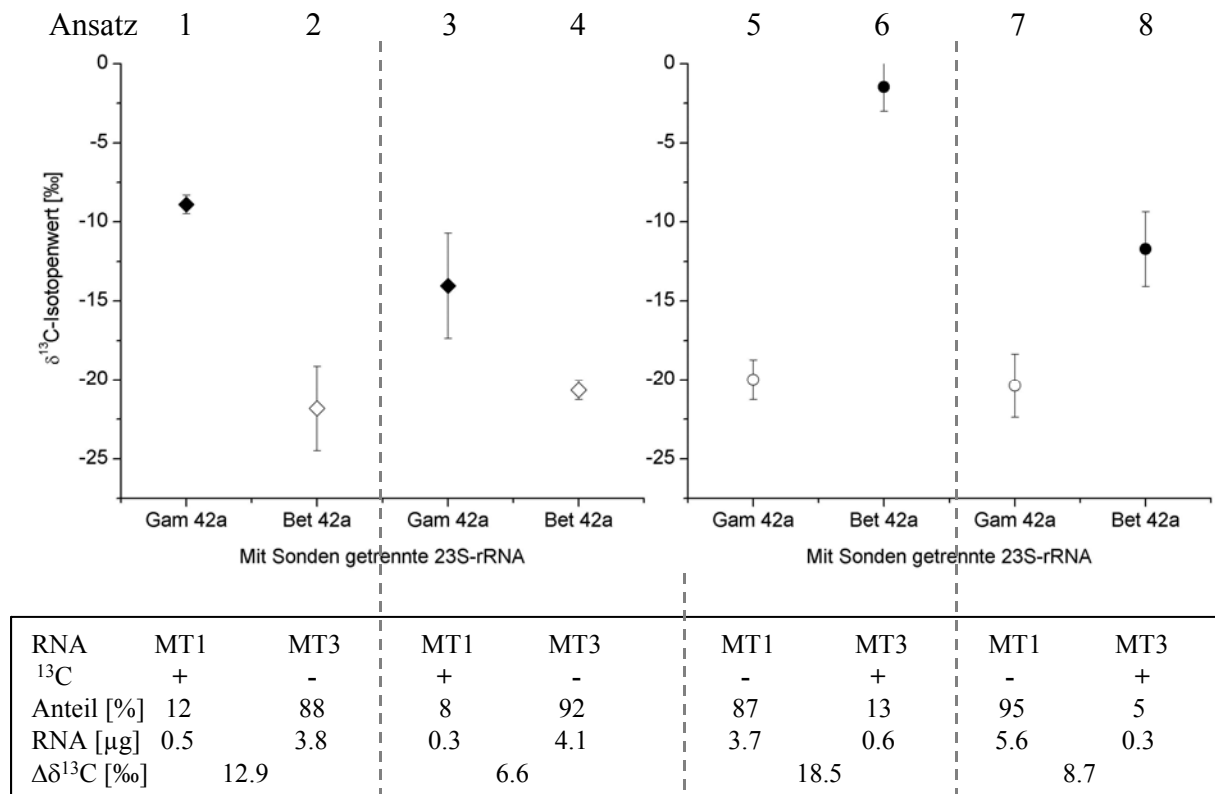 Ansatz 1 2 3 4 5 6 7 8
0 0
-5 -5
-10 -10
-15 -15
-20 -20
-25 -25
δ¹³C-Isotopenwert [‰]
Gam 42a Bet 42a Gam 42a Bet 42a Gam 42a Bet 42a Gam 42a Bet 42a
Mit Sonden getrennte 23S-rRNA Mit Sonden getrennte 23S-rRNA
RNA MT1 MT3 MT1 MT3 MT1 MT3 MT1 MT3
¹³C + - + - - + - +
Anteil [%] 12 88 8 92 87 13 95 5
RNA [µg] 0.5 3.8 0.3 4.1 3.7 0.6 5.6 0.3
Δδ¹³C [‰] 12.9 6.6 18.5 8.7